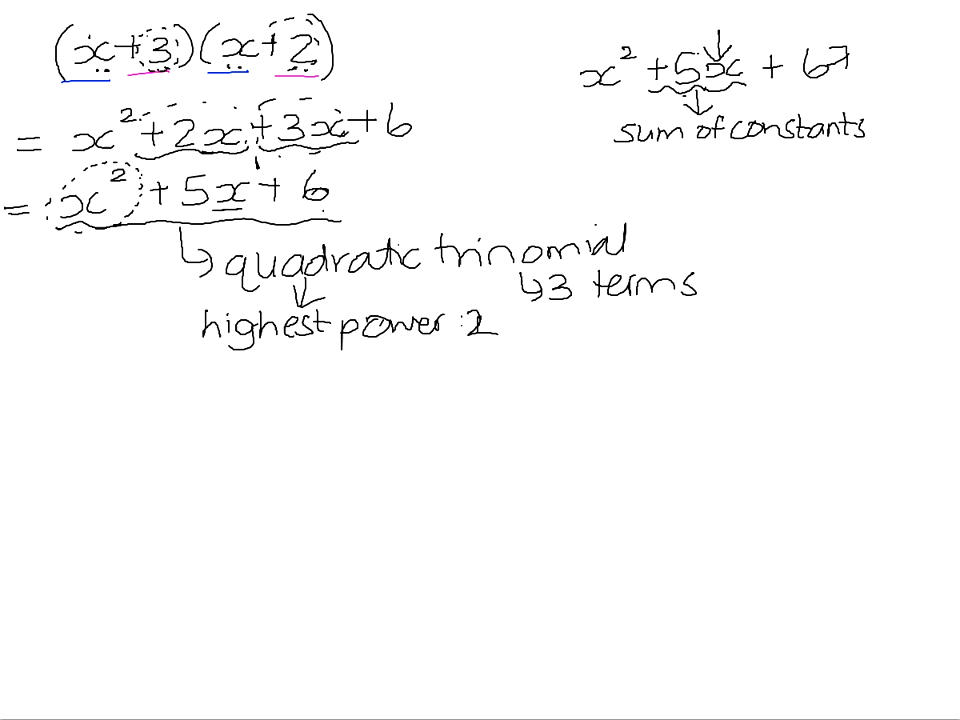 (x+3)(x+2)
= x² + 2x + 3x + 6
= x² + 5x + 6
quadratic trinomial
3 terms
highest power : 2
x² + 5x + 6
sum of constants